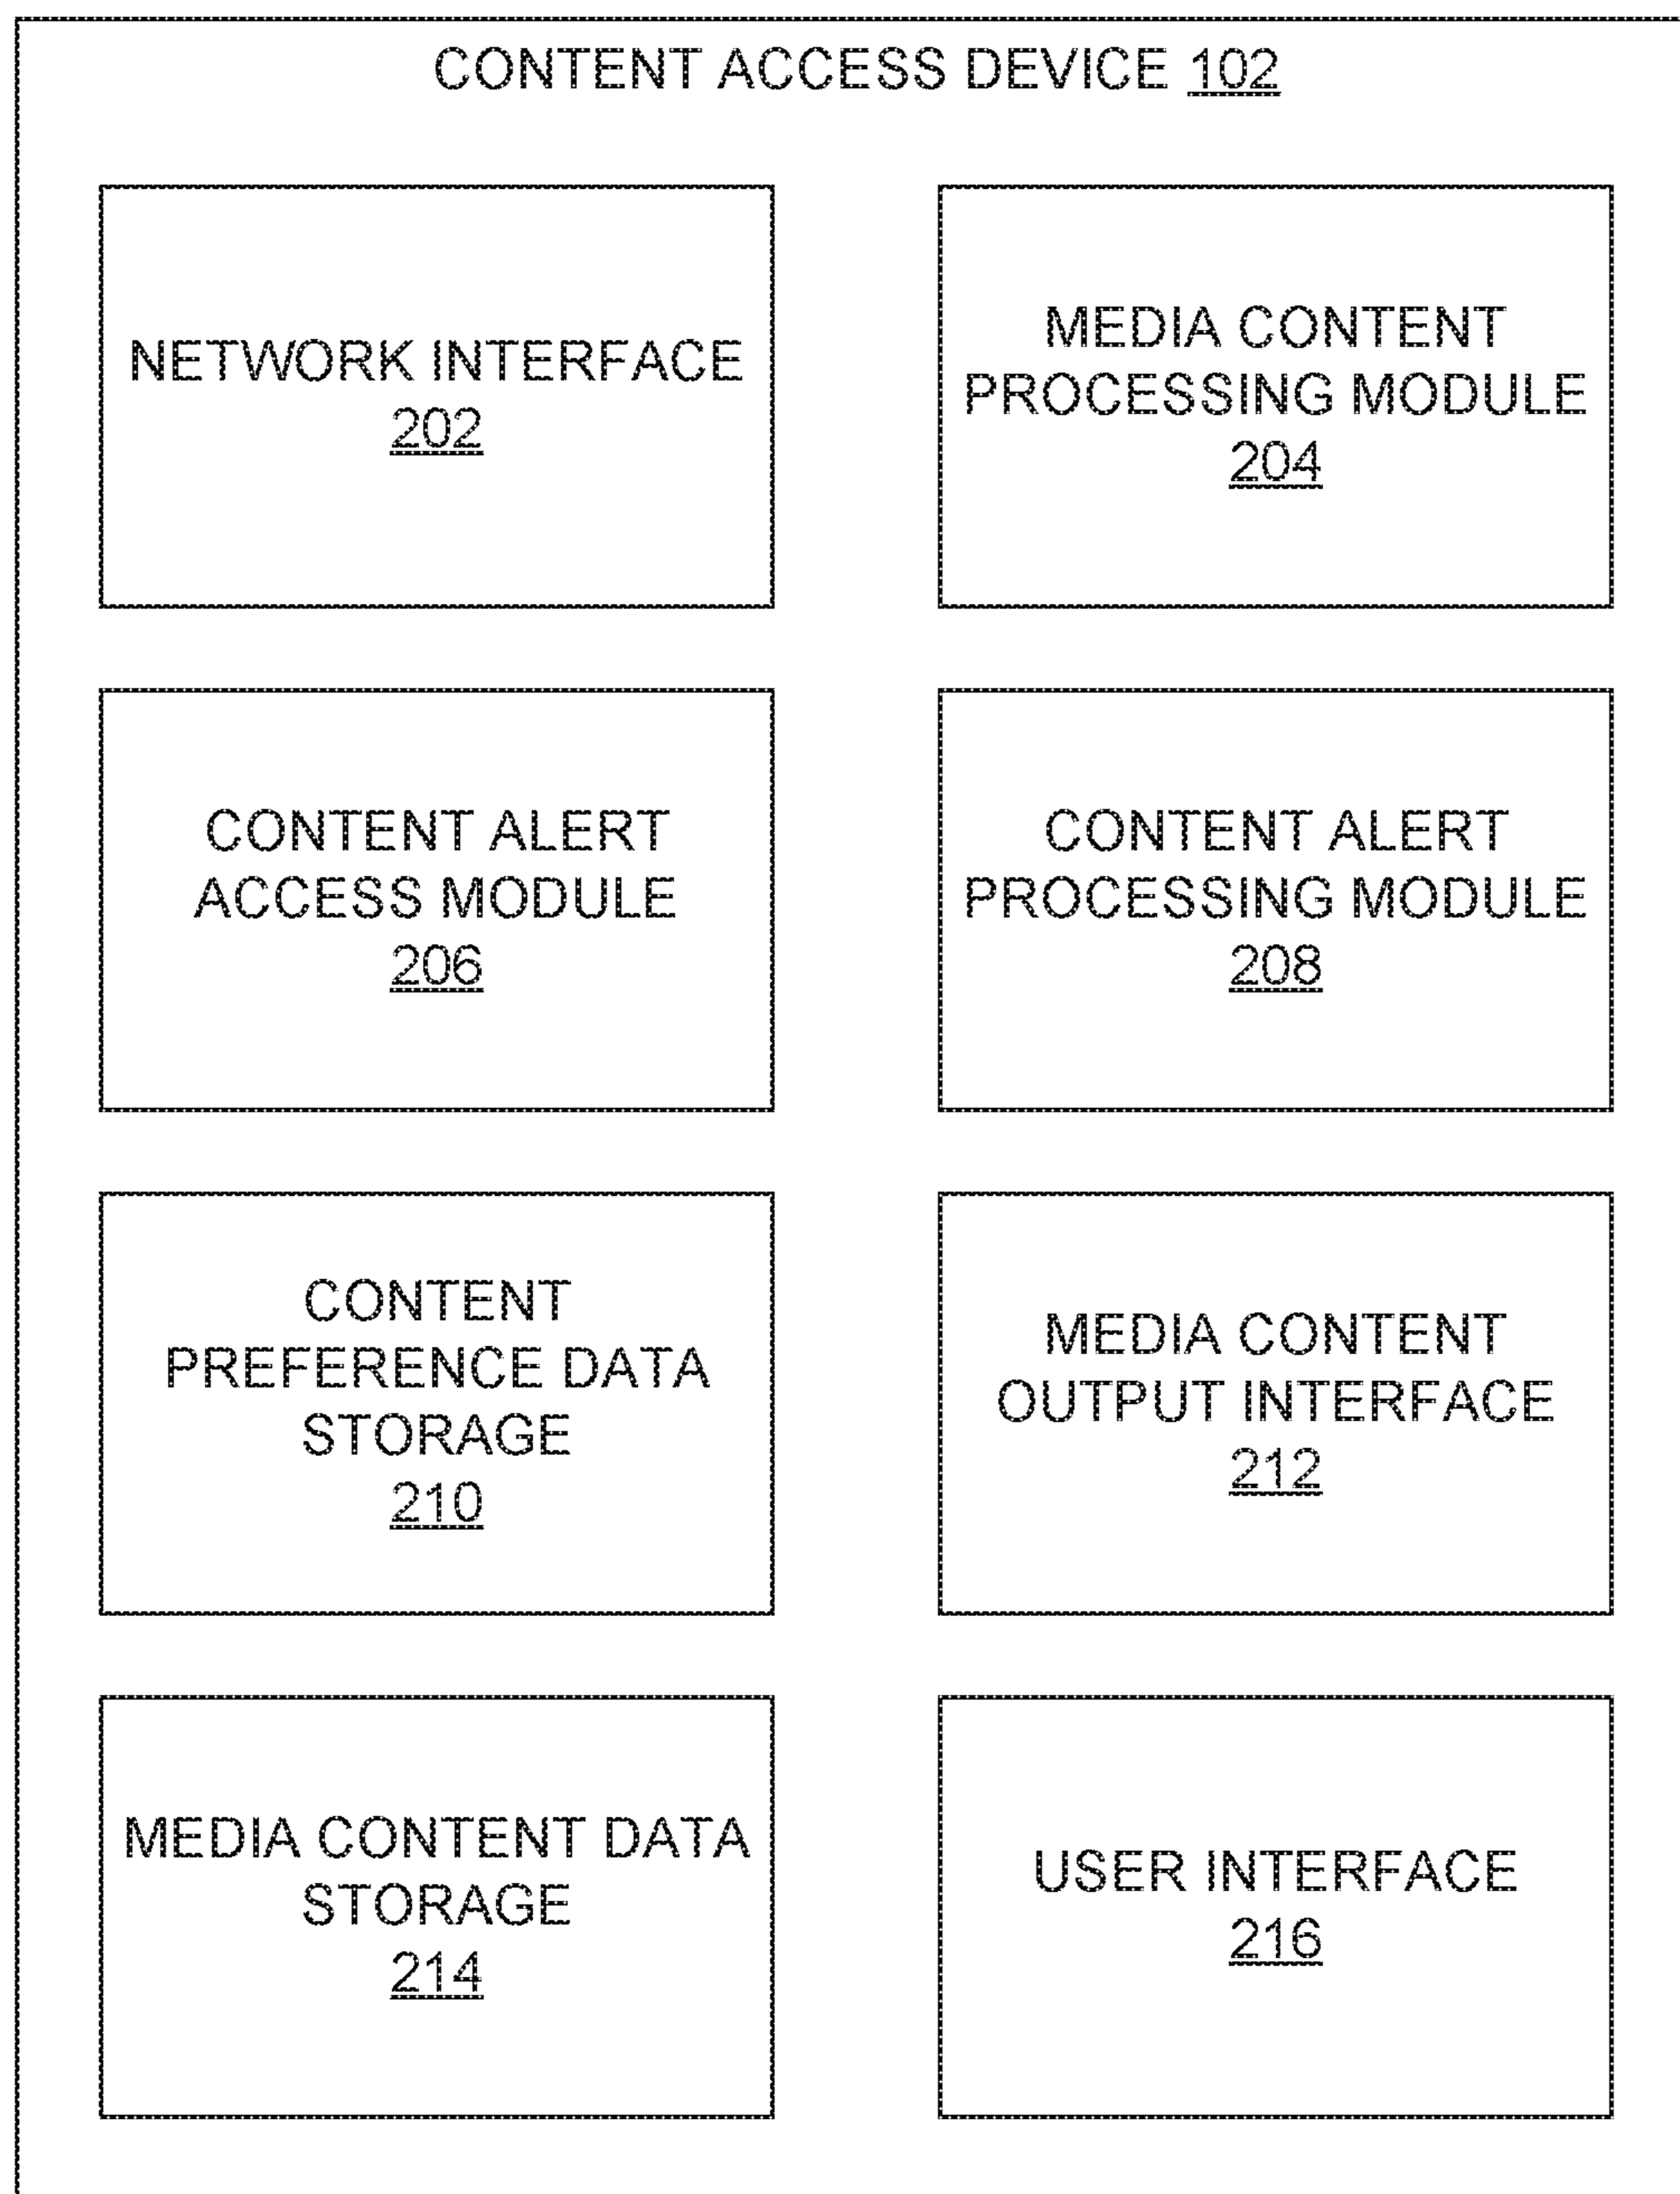 CONTENT ACCESS DEVICE 102
NETWORK INTERFACE
202
MEDIA CONTENT
PROCESSING MODULE
204
CONTENT ALERT
ACCESS MODULE
206
CONTENT ALERT
PROCESSING MODULE
208
CONTENT
PREFERENCE DATA
STORAGE
210
MEDIA CONTENT
OUTPUT INTERFACE
212
MEDIA CONTENT DATA
STORAGE
214
USER INTERFACE
216